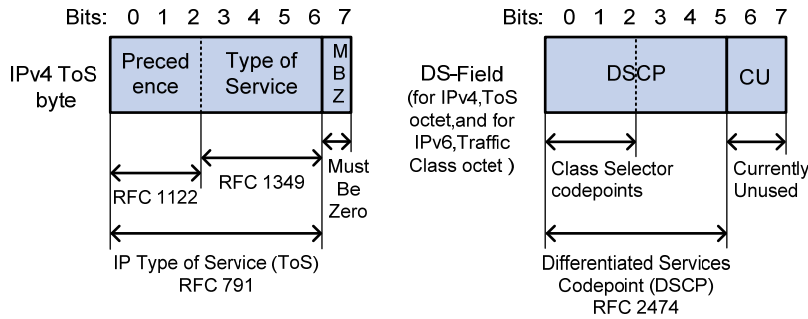 Bits: 0 1 2 3 4 5 6 7
IPv4 ToS
byte
Preced
ence
Type of
Service
M
B
Z
RFC 1122
RFC 1349
Must
Be
Zero
IP Type of Service (ToS)
RFC 791
Bits: 0 1 2 3 4 5 6 7
DS-Field
(for IPv4,ToS
octet,and for
IPv6,Traffic
Class octet )
DSCP
CU
Class Selector
codepoints
Currently
Unused
Differentiated Services
Codepoint (DSCP)
RFC 2474